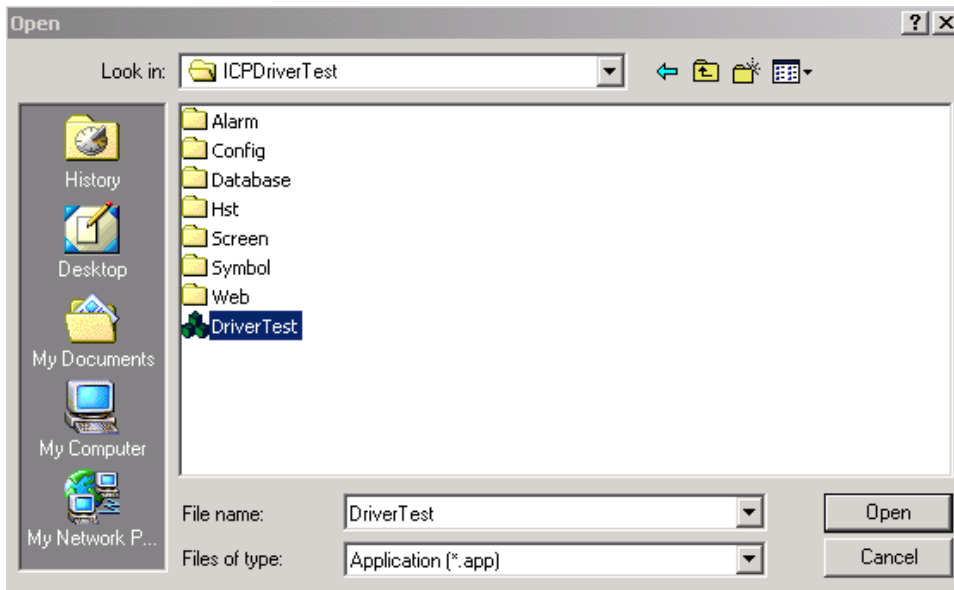 Open
Look in: ICPDriverTest
History
Desktop
My Documents
My Computer
My Network P...
Alarm
Config
Database
Hst
Screen
Symbol
Web
DriverTest
File name: DriverTest Open
Files of type: Application (*.app) Cancel